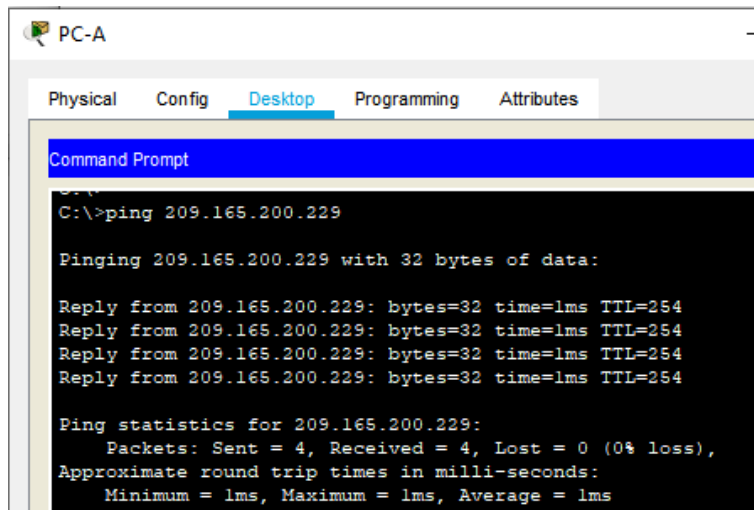 PC-A
Physical Config Desktop Programming Attributes
Command Prompt
C:\>ping 209.165.200.229
Pinging 209.165.200.229 with 32 bytes of data:
Reply from 209.165.200.229: bytes=32 time=1ms TTL=254
Reply from 209.165.200.229: bytes=32 time=1ms TTL=254
Reply from 209.165.200.229: bytes=32 time=1ms TTL=254
Reply from 209.165.200.229: bytes=32 time=1ms TTL=254
Ping statistics for 209.165.200.229:
Packets: Sent = 4, Received = 4, Lost = 0 (0% loss),
Approximate round trip times in milli-seconds:
Minimum = 1ms, Maximum = 1ms, Average = 1ms